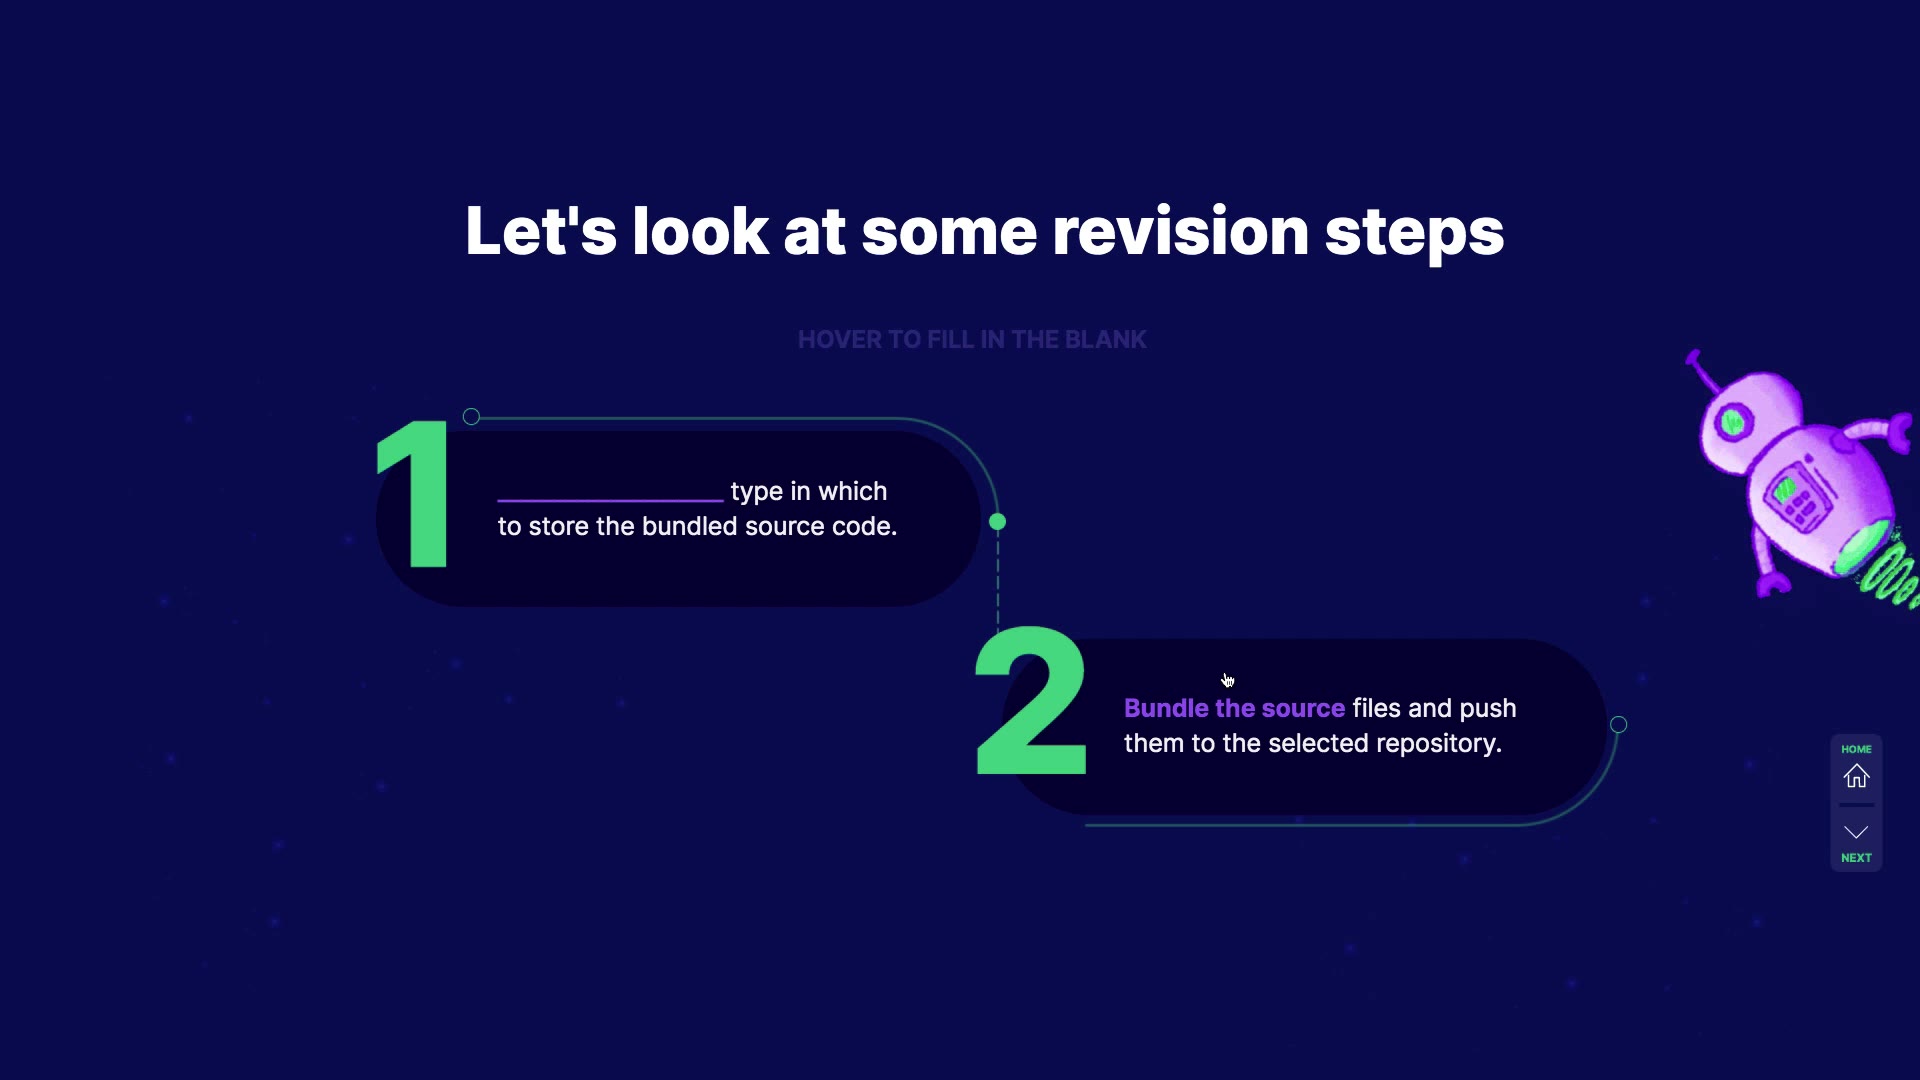 Let's look at some revision steps
HOVER TO FILL IN THE BLANK
1
type in which
to store the bundled source code.
2
Bundle the source files and push
them to the selected repository.
HOME
NEXT